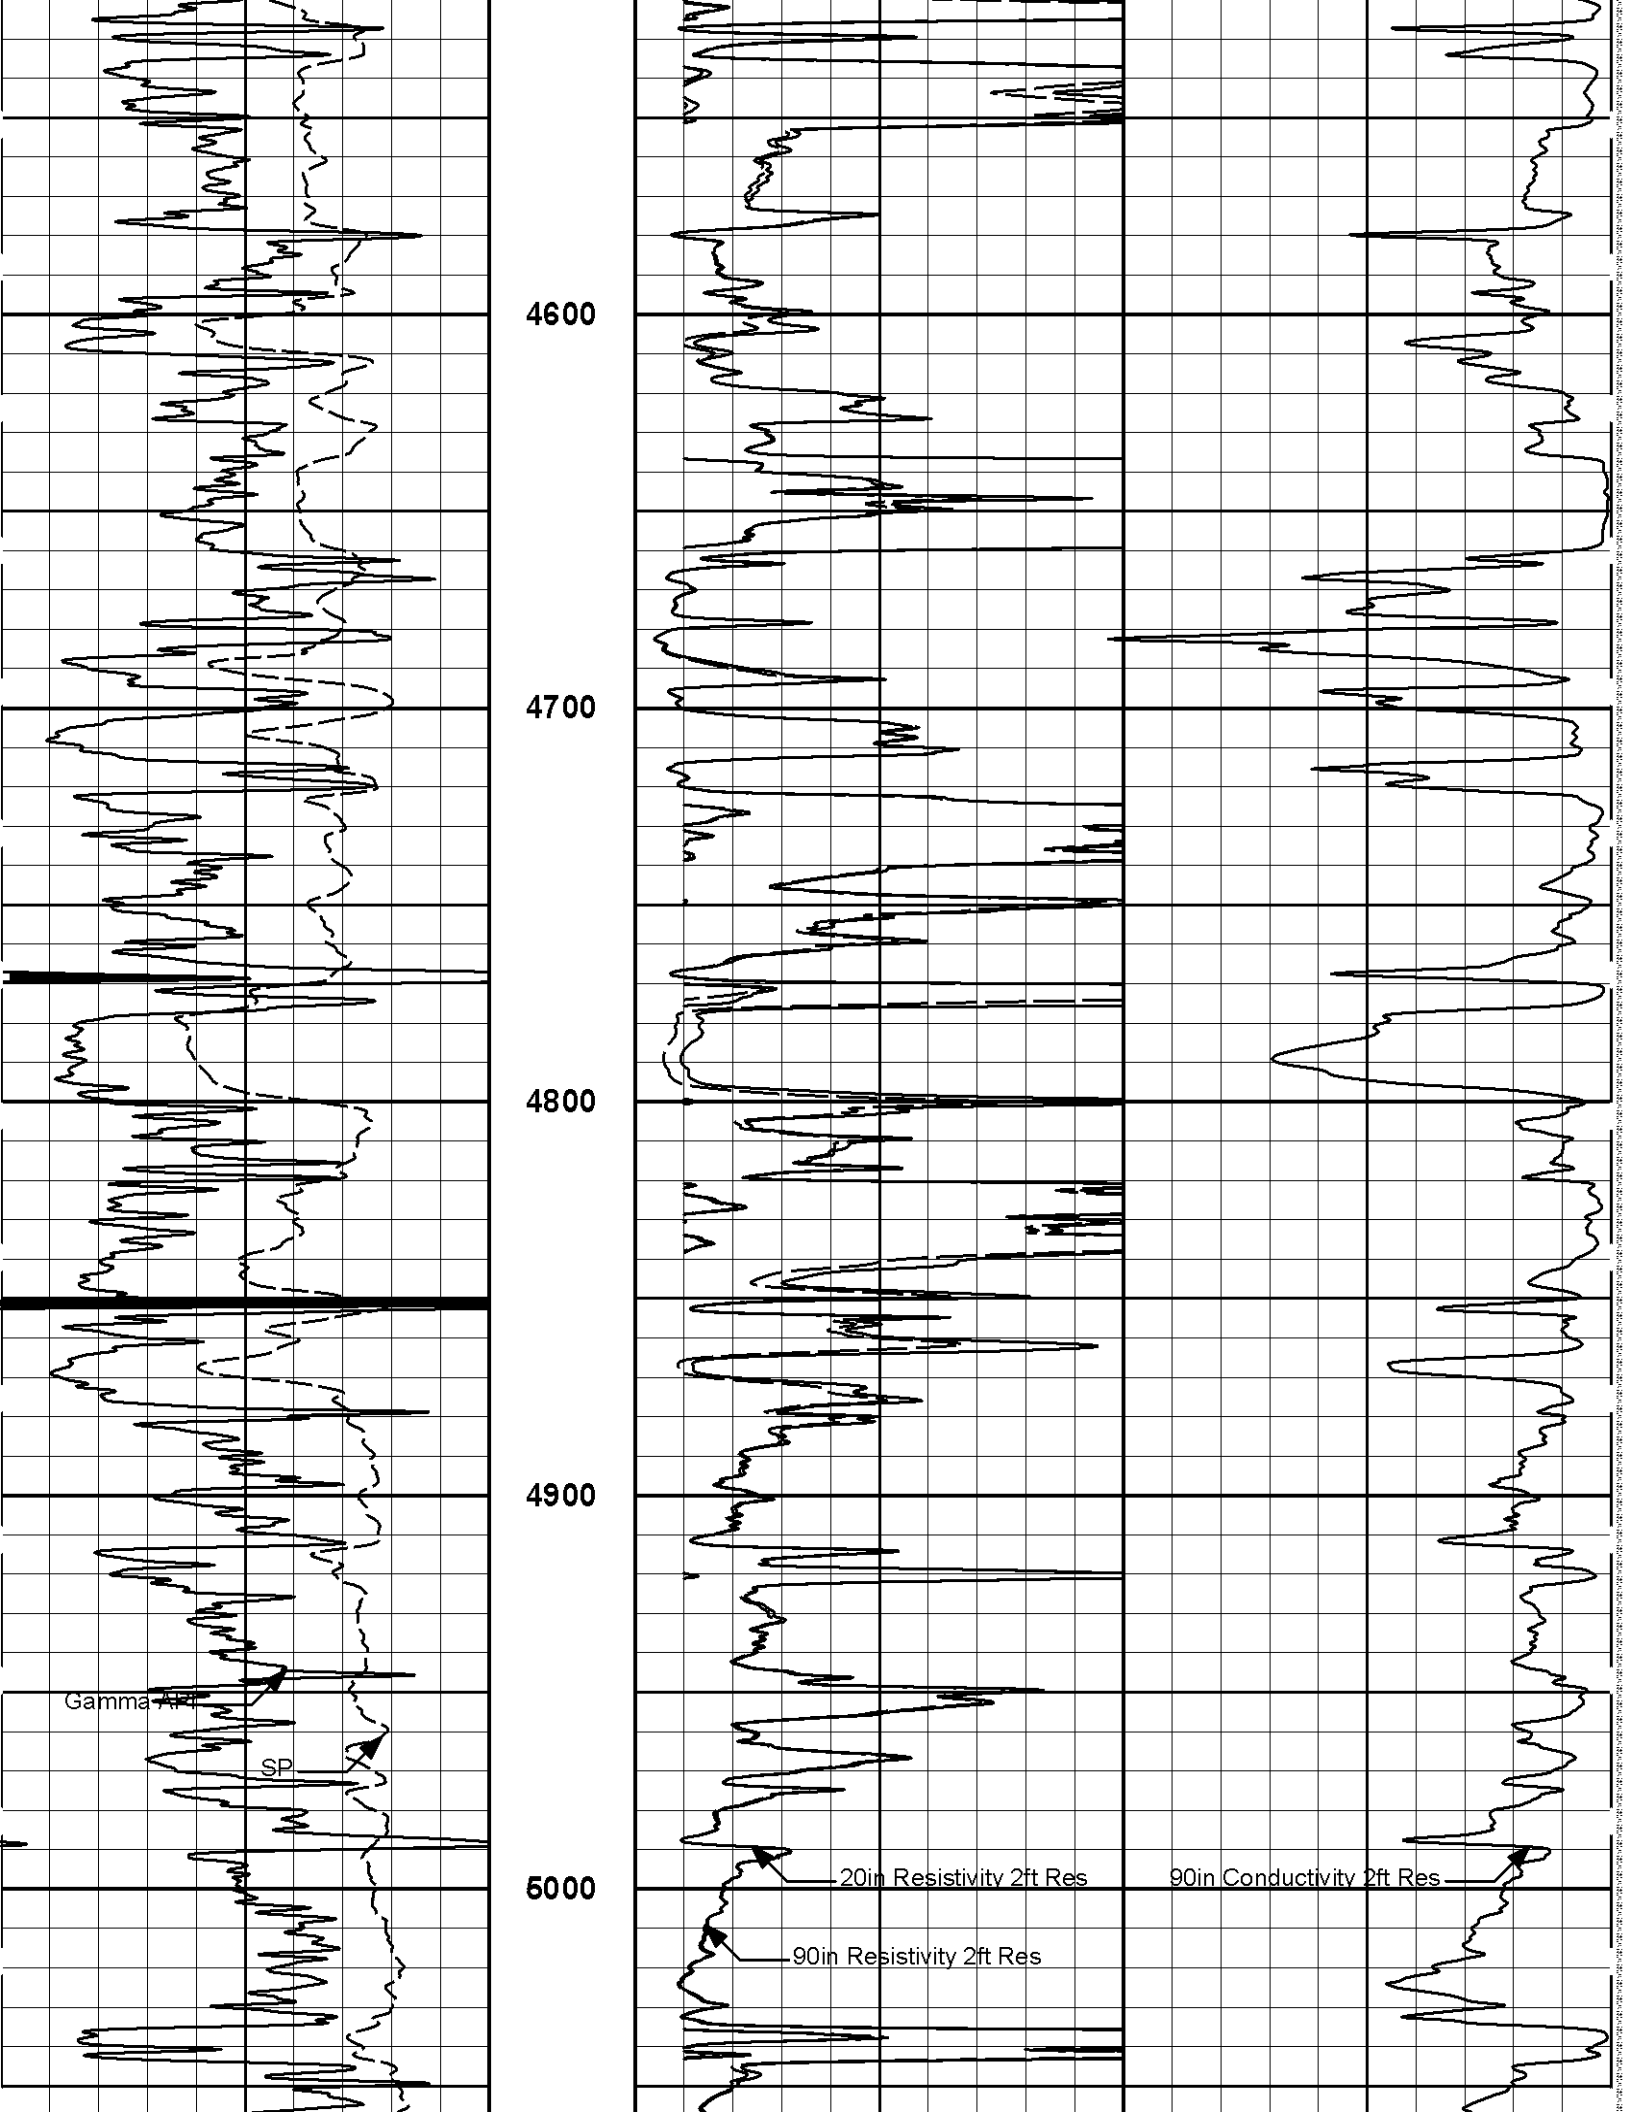 4600
4700
4800
4900
Gamma API
SP
20in Resistivity 2ft Res
90in Conductivity 2ft Res
5000
90in Resistivity 2ft Res